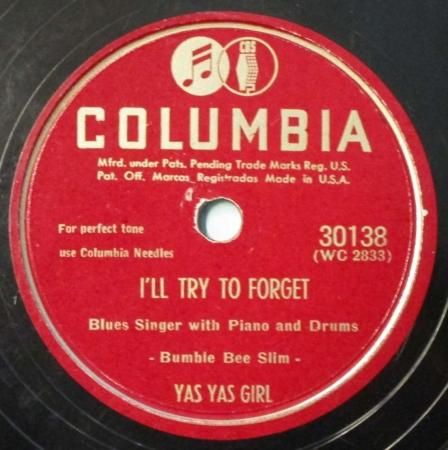 CBS
COLUMBIA
Mfrd. under Pats. Pending Trade Marks Reg. U.S.
Pat. Off. Marcas Registradas Made in U.S.A.
For perfect tone
use Columbia Needles
30138
(WC 2833)
I'LL TRY TO FORGET
Blues Singer with Piano and Drums
- Bumble Bee Slim -
YAS YAS GIRL